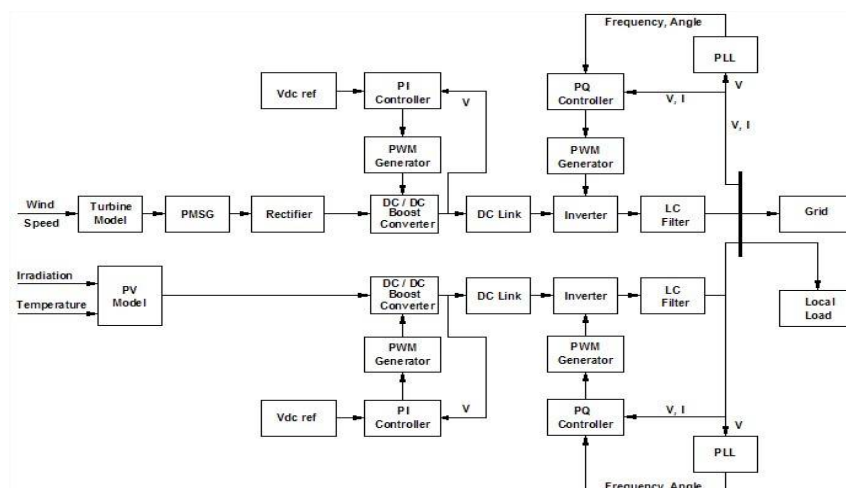 Frequency, Angle
PLL
Vdc ref
PI
Controller
V
PQ
Controller
V, I
V
V, I
PWM
Generator
PWM
Generator
Wind
Speed
Turbine
Model
PMSG
Rectifier
DC / DC
Boost
Converter
DC Link
Inverter
LC
Filter
Grid
Irradiation
Temperature
PV
Model
DC / DC
Boost
Converter
DC Link
Inverter
LC
Filter
Local
Load
PWM
Generator
PWM
Generator
Vdc ref
PI
Controller
V
PQ
Controller
V, I
V
PLL
Frequency, Angle